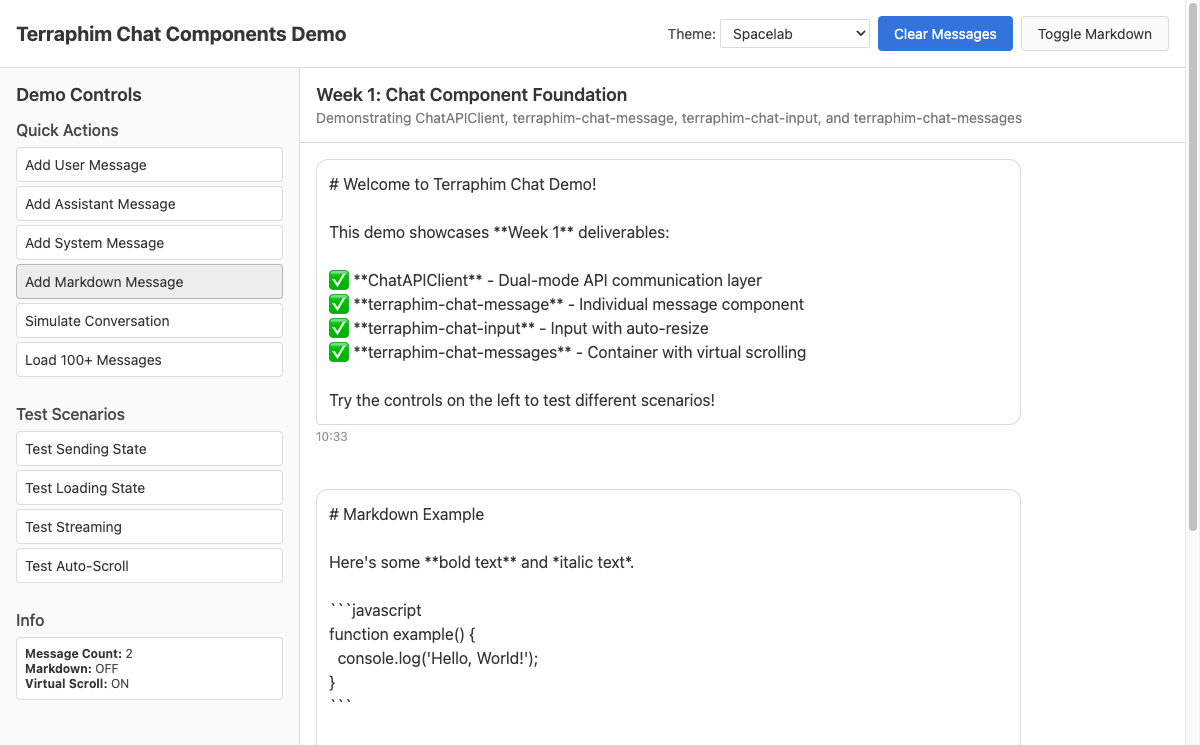 Terraphim Chat Components Demo
Theme: Spacelab
Clear Messages
Toggle Markdown
Demo Controls
Quick Actions
Add User Message
Add Assistant Message
Add System Message
Add Markdown Message
Simulate Conversation
Load 100+ Messages
Test Scenarios
Test Sending State
Test Loading State
Test Streaming
Test Auto-Scroll
Info
Message Count: 2
Markdown: OFF
Virtual Scroll: ON
Week 1: Chat Component Foundation
Demonstrating ChatAPIClient, terraphim-chat-message, terraphim-chat-input, and terraphim-chat-messages
# Welcome to Terraphim Chat Demo!
This demo showcases **Week 1** deliverables:
✅ **ChatAPIClient** - Dual-mode API communication layer
✅ **terraphim-chat-message** - Individual message component
✅ **terraphim-chat-input** - Input with auto-resize
✅ **terraphim-chat-messages** - Container with virtual scrolling
Try the controls on the left to test different scenarios!
10:33
# Markdown Example
Here's some **bold text** and *italic text*.
```javascript
function example() {
  console.log('Hello, World!');
}
```